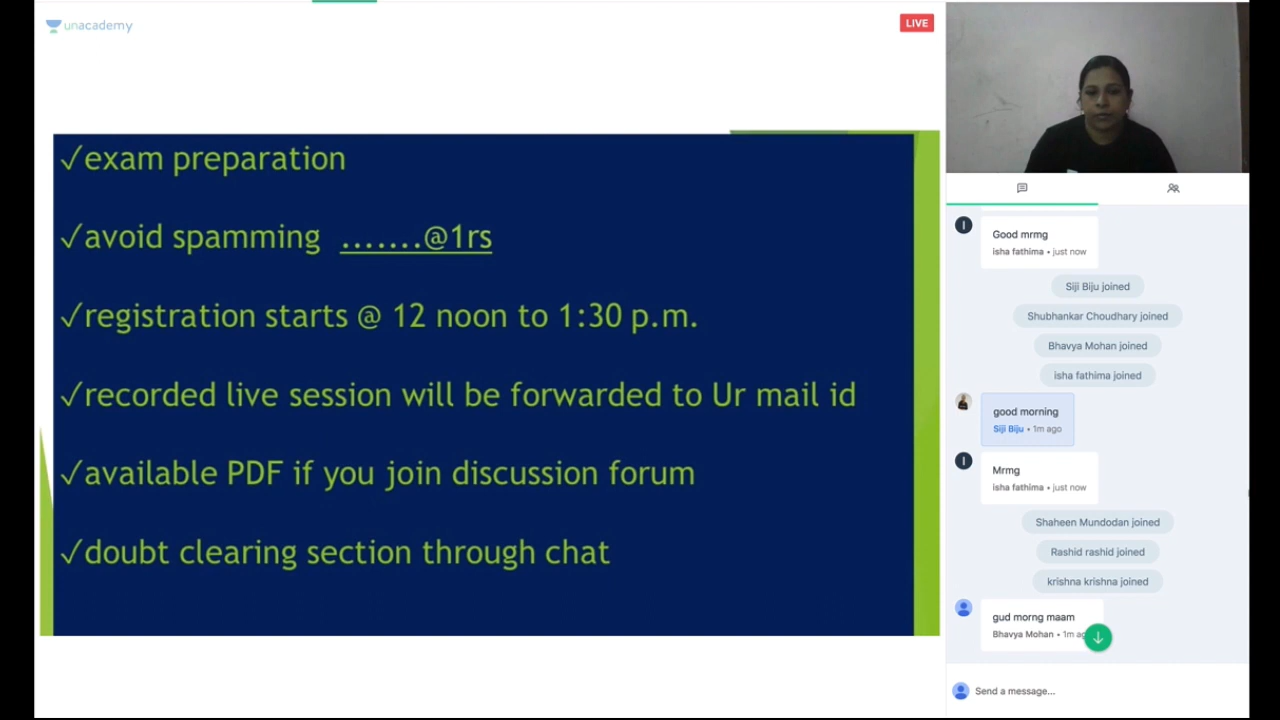 unacademy
LIVE
✓exam preparation
✓avoid spamming .......@1rs
✓registration starts @ 12 noon to 1:30 p.m.
✓recorded live session will be forwarded to Ur mail id
✓available PDF if you join discussion forum
✓doubt clearing section through chat
I
Good mrmg
isha fathima • just now
Siji Biju joined
Shubhankar Choudhary joined
Bhavya Mohan joined
isha fathima joined
good morning
Siji Biju • 1m ago
I
Mrmg
isha fathima • just now
Shaheen Mundodan joined
Rashid rashid joined
krishna krishna joined
gud morng maam
Bhavya Mohan • 1m
Send a message...